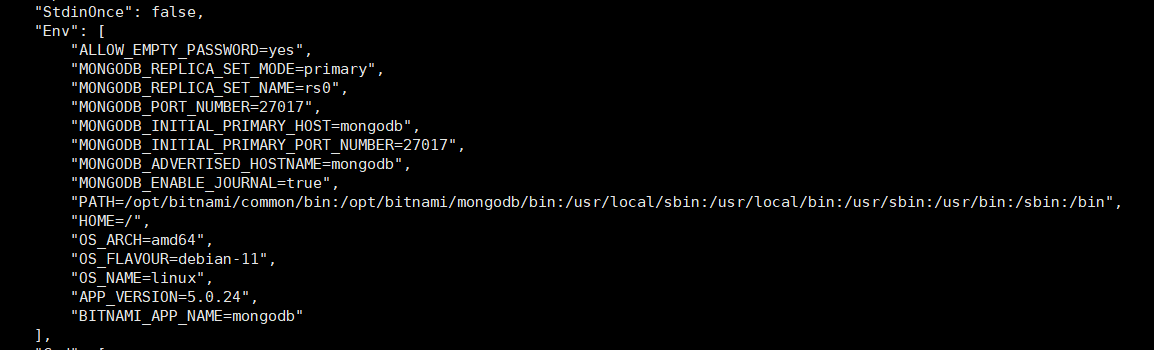 "StdinOnce": false,
"Env": [
"ALLOW_EMPTY_PASSWORD=yes",
"MONGODB_REPLICA_SET_MODE=primary",
"MONGODB_REPLICA_SET_NAME=rs0",
"MONGODB_PORT_NUMBER=27017",
"MONGODB_INITIAL_PRIMARY_HOST=mongodb",
"MONGODB_INITIAL_PRIMARY_PORT_NUMBER=27017",
"MONGODB_ADVERTISED_HOSTNAME=mongodb",
"MONGODB_ENABLE_JOURNAL=true",
"PATH=/opt/bitnami/common/bin:/opt/bitnami/mongodb/bin:/usr/local/sbin:/usr/local/bin:/usr/sbin:/usr/bin:/sbin:/bin",
"HOME=/",
"OS_ARCH=amd64",
"OS_FLAVOUR=debian-11",
"OS_NAME=linux",
"APP_VERSION=5.0.24",
"BITNAMI_APP_NAME=mongodb"
],